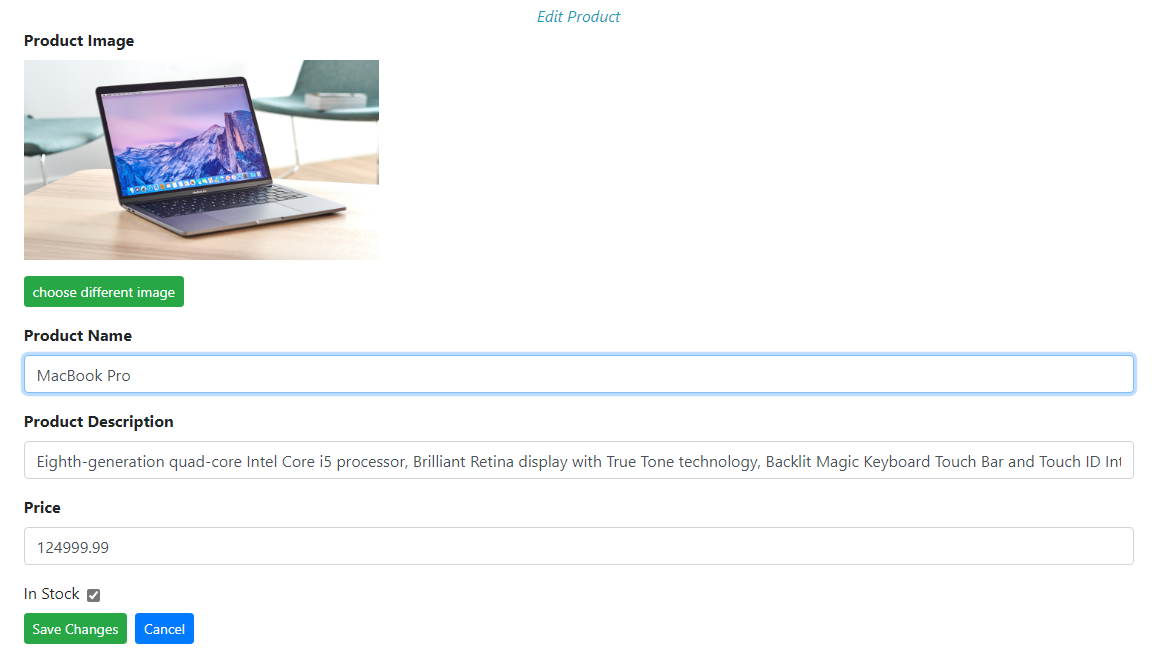 Edit Product
Product Image
choose different image
Product Name
MacBook Pro
Product Description
Eighth-generation quad-core Intel Core i5 processor, Brilliant Retina display with True Tone technology, Backlit Magic Keyboard Touch Bar and Touch ID
Price
124999.99
In Stock
Save Changes Cancel